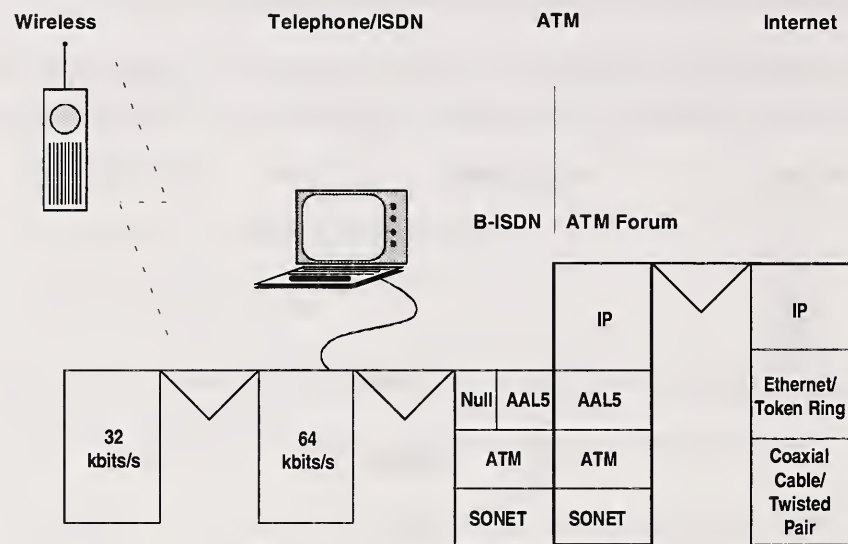 Wireless
Telephone/ISDN
ATM
Internet
B-ISDN
ATM Forum
IP
IP
Null
AAL5
AAL5
Ethernet/
Token Ring
32
kbits/s
64
kbits/s
ATM
ATM
Coaxial
Cable/
Twisted
Pair
SONET
SONET